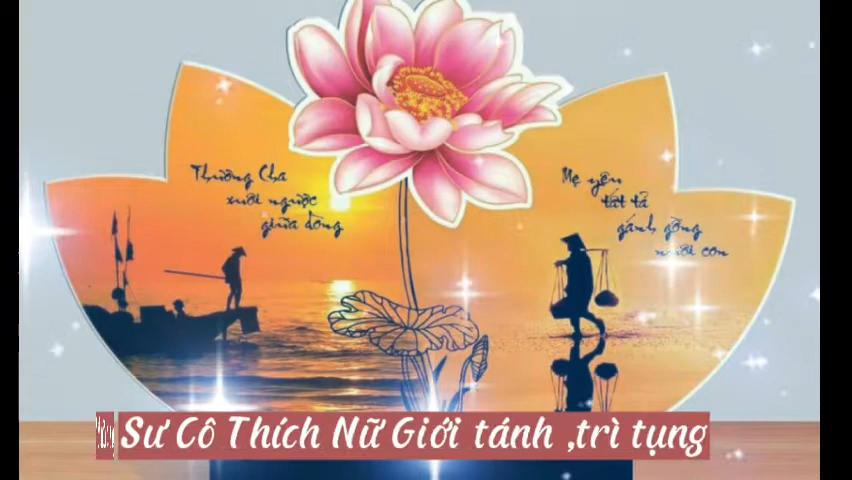 Thương Cha
xuôi ngược
giữa dòng
Mẹ yêu
tất tả
gánh gồng
nuôi con
Sư Cô Thích Nữ Giới tánh ,trì tụng